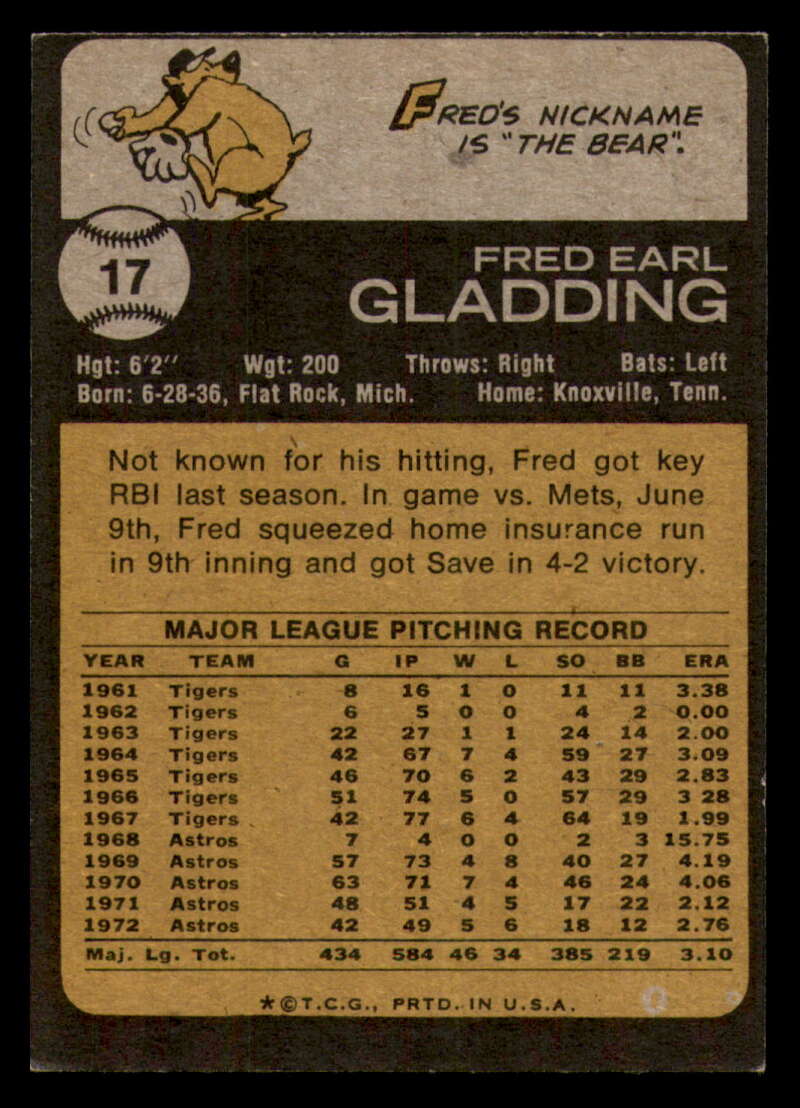 FRED'S NICKNAME
IS "THE BEAR".
17
FRED EARL
GLADDING
Hgt: 6'2" Wgt: 200 Throws: Right Bats: Left
Born: 6-28-36, Flat Rock, Mich. Home: Knoxville, Tenn.
Not known for his hitting, Fred got key
RBI last season. In game vs. Mets, June
9th, Fred squeezed home insurance run
in 9th inning and got Save in 4-2 victory.
MAJOR LEAGUE PITCHING RECORD
YEAR TEAM G IP W L SO BB ERA
1961 Tigers 8 16 1 0 11 11 3.38
1962 Tigers 6 5 0 0 4 2 0.00
1963 Tigers 22 27 1 1 24 14 2.00
1964 Tigers 42 67 7 4 59 27 3.09
1965 Tigers 46 70 6 2 43 29 2.83
1966 Tigers 51 74 5 0 57 29 3 28
1967 Tigers 42 77 6 4 64 19 1.99
1968 Astros 7 4 0 0 2 3 15.75
1969 Astros 57 73 4 8 40 27 4.19
1970 Astros 63 71 7 4 46 24 4.06
1971 Astros 48 51 4 5 17 22 2.12
1972 Astros 42 49 5 6 18 12 2.76
Maj. Lg. Tot. 434 584 46 34 385 219 3.10
*©T.C.G., PRTD. IN U.S.A.